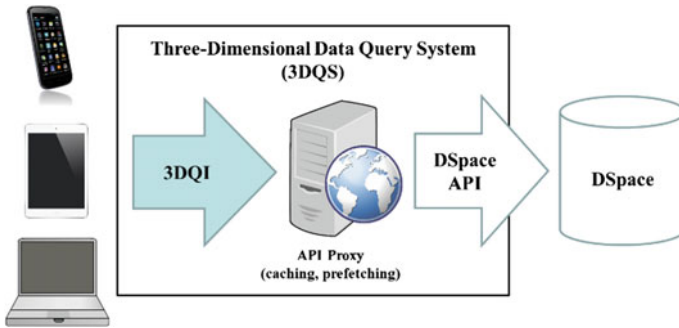 Three-Dimensional Data Query System
(3DQS)
3DQI
API Proxy
(caching, prefetching)
DSpace
API
DSpace